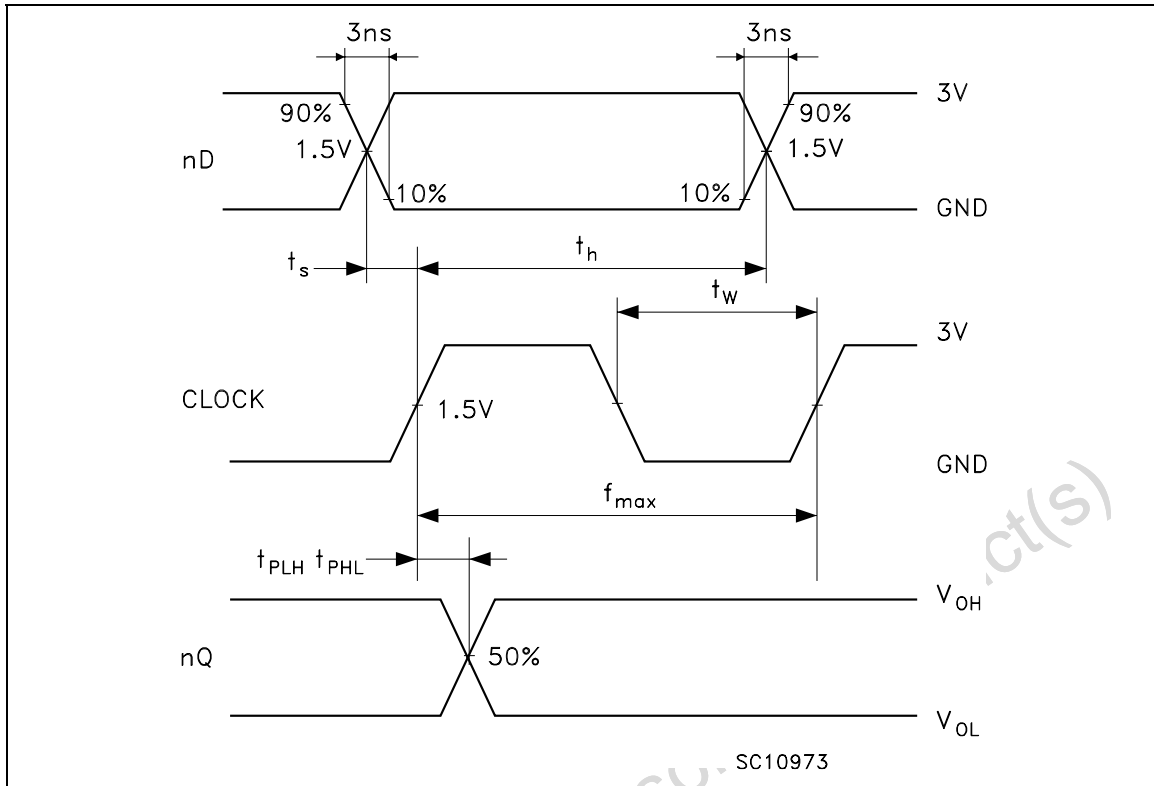 3ns
3ns
3V
90%
90%
nD
1.5V
1.5V
10%
10%
GND
ts
th
tW
3V
CLOCK
1.5V
GND
fmax
tPLH tPHL
VOH
nQ
50%
VOL
SC10973